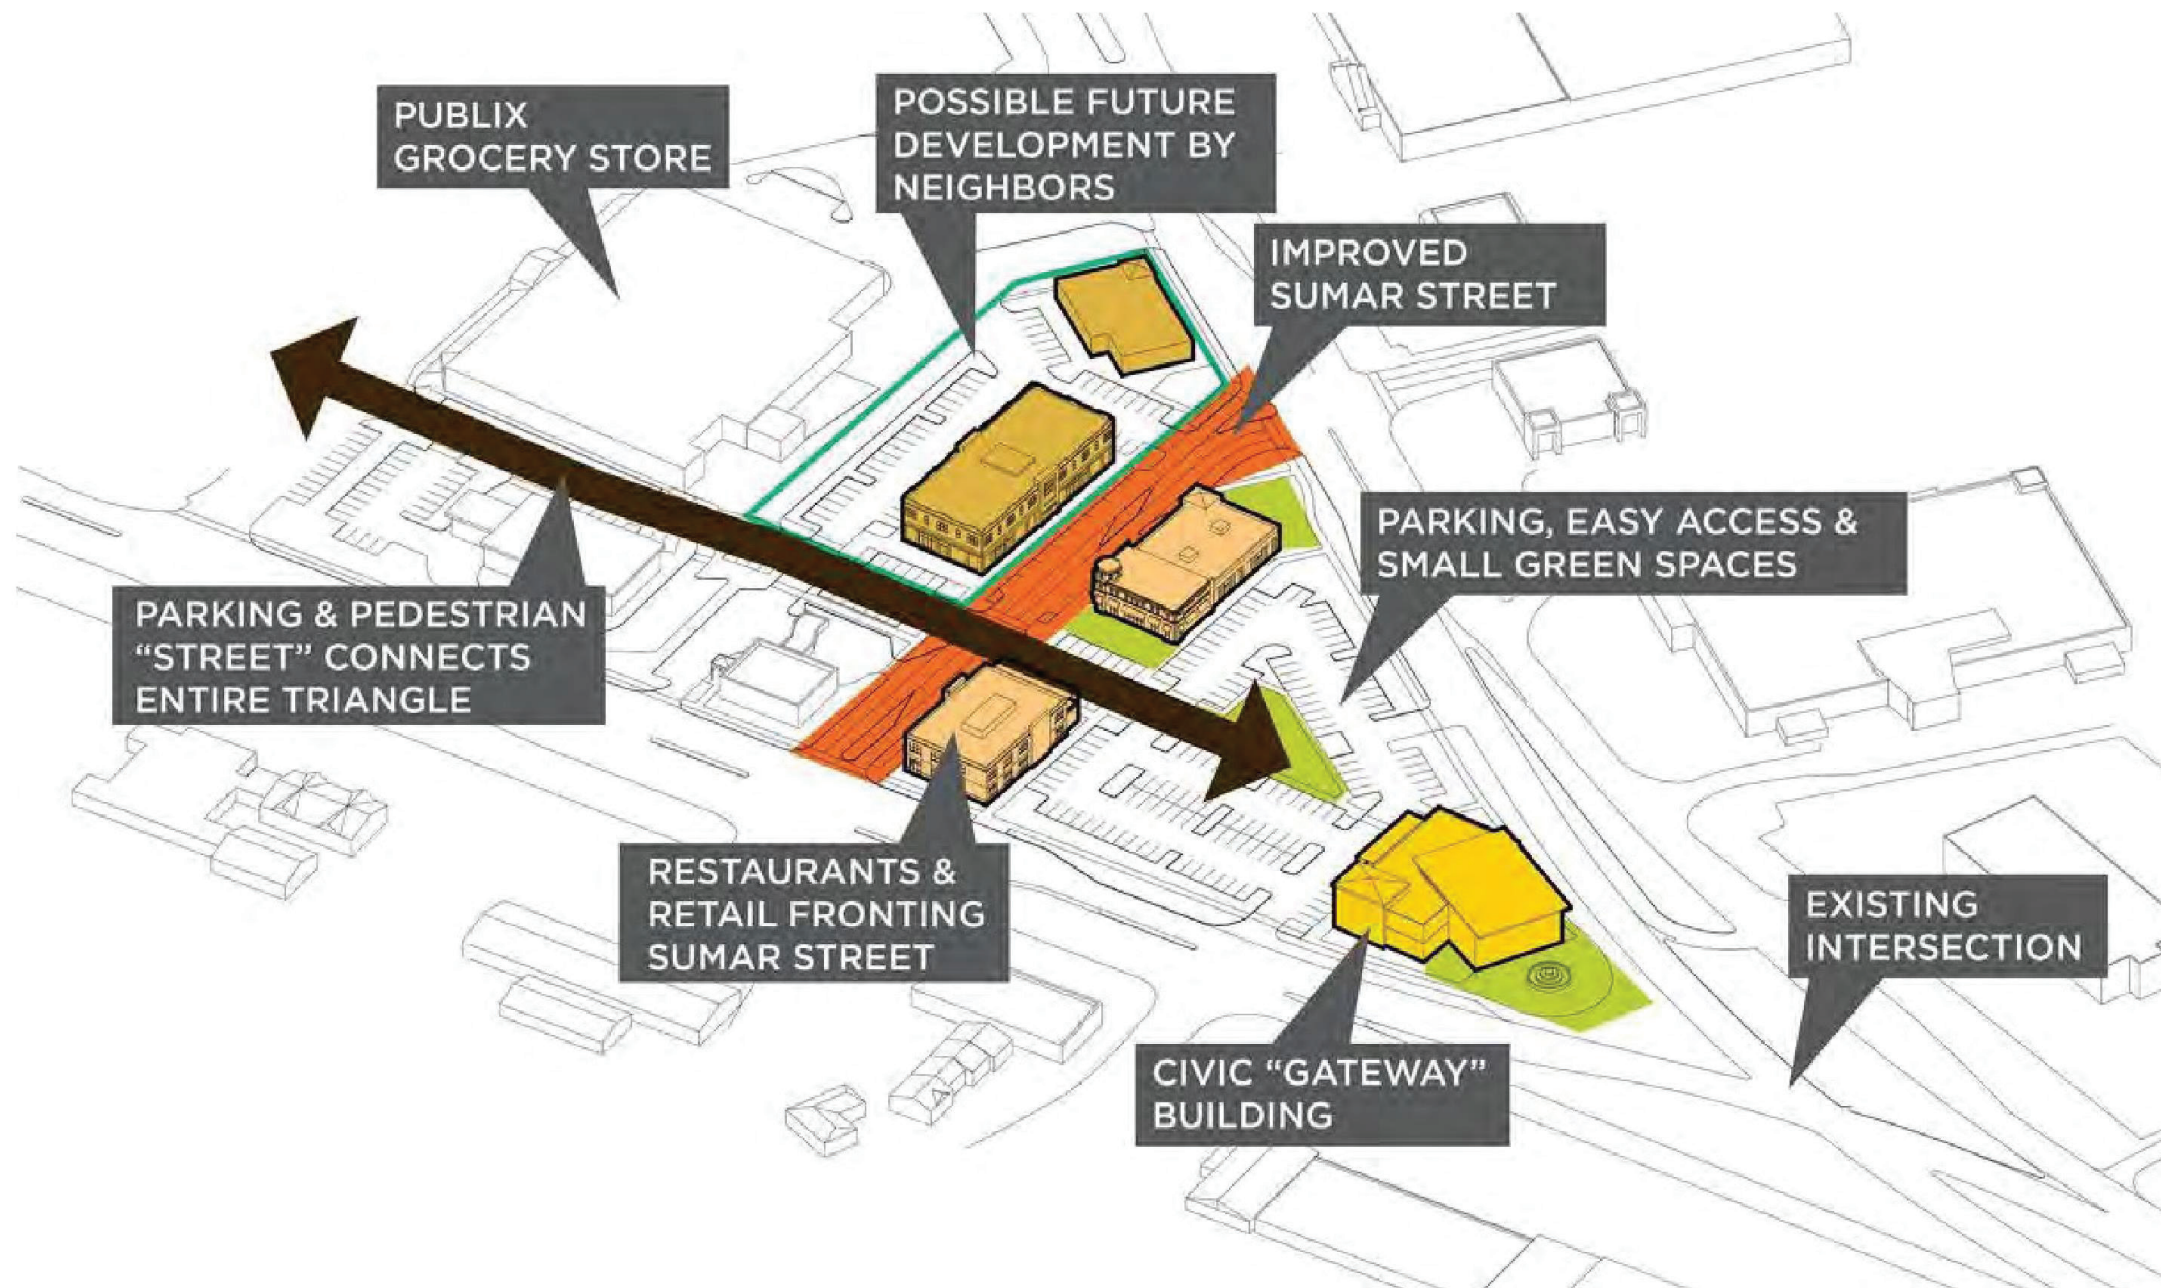 PUBLIX
GROCERY STORE
POSSIBLE FUTURE
DEVELOPMENT BY
NEIGHBORS
IMPROVED
SUMAR STREET
PARKING, EASY ACCESS &
SMALL GREEN SPACES
PARKING & PEDESTRIAN
“STREET” CONNECTS
ENTIRE TRIANGLE
RESTAURANTS &
RETAIL FRONTING
SUMAR STREET
EXISTING
INTERSECTION
CIVIC “GATEWAY”
BUILDING